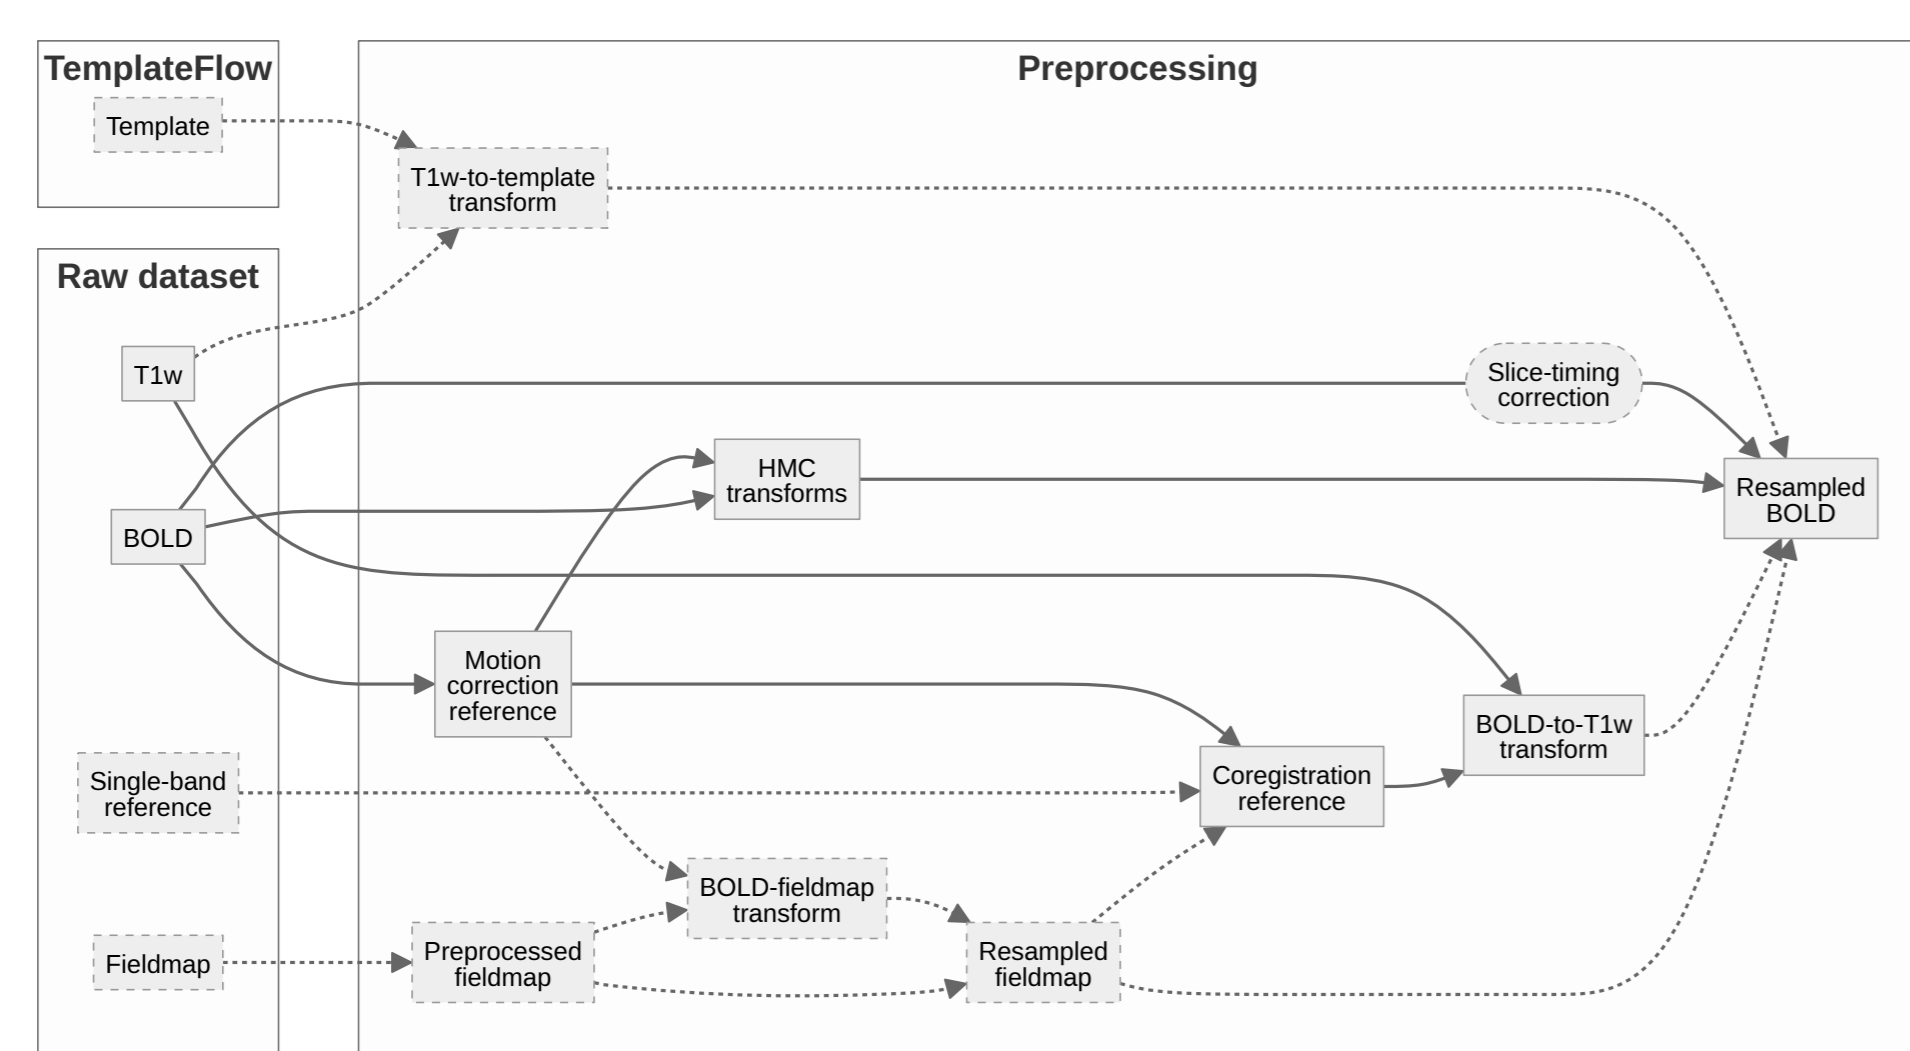 TemplateFlow
Template
Preprocessing
T1w-to-template
transform
Raw dataset
T1w
BOLD
Single-band
reference
Fieldmap
Slice-timing
correction
HMC
transforms
Resampled
BOLD
Motion
correction
reference
BOLD-to-T1w
transform
Coregistration
reference
BOLD-fieldmap
transform
Preprocessed
fieldmap
Resampled
fieldmap